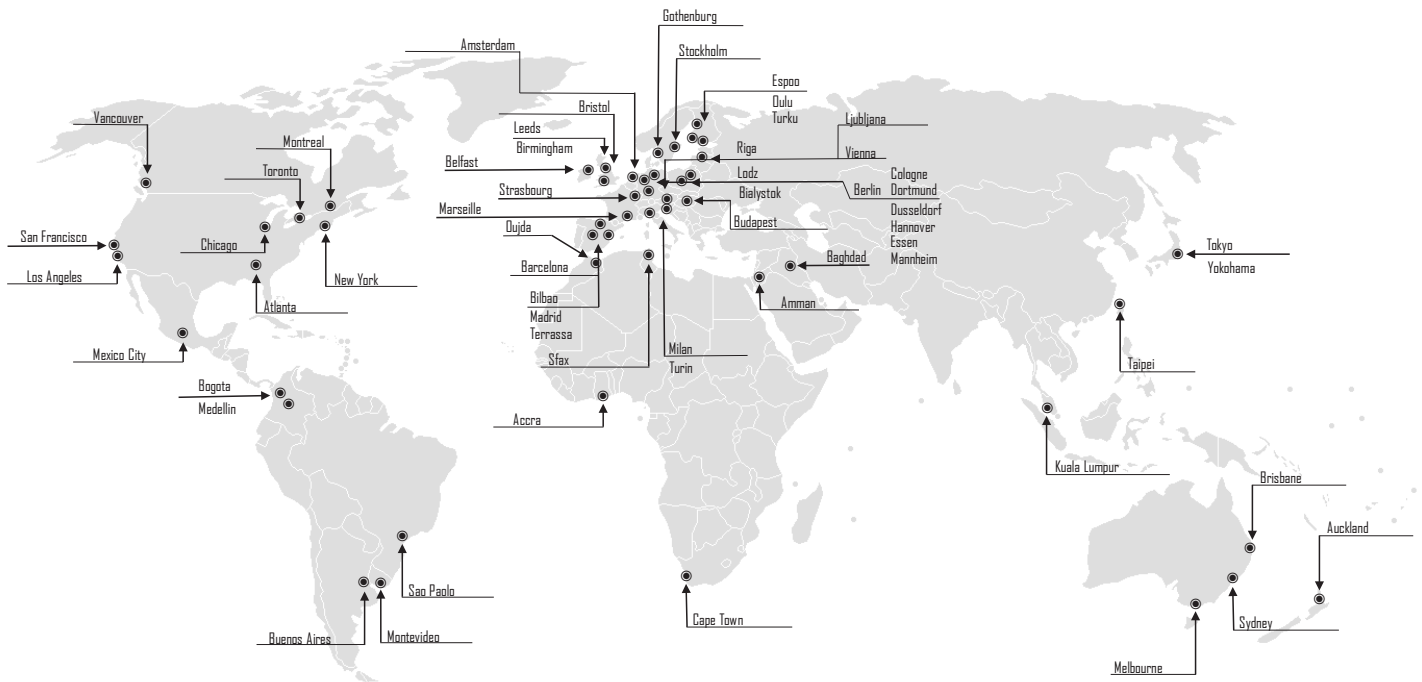 Gothenburg
Amsterdam
Stockholm
Espoo
Oulu
Turku
Bristol
Vancouver
Ljubljana
Leeds
Birmingham
Montreal
Riga
Vienna
Belfast
Toronto
Lodz
Cologne
Strasbourg
Bialystok
Berlin
Dortmund
Marseille
Dusseldorf
Oujda
Budapest
Hannover
San Francisco
Chicago
Essen
Tokyo
Baghdad
Mannheim
Barcelona
Yokohama
Los Angeles
New York
Bilbao
Amman
Atlanta
Madrid
Terrassa
Mexico City
Sfax
Milan
Turin
Taipei
Bogota
Medellin
Accra
Kuala Lumpur
Brisbane
Auckland
Sao Paolo
Cape Town
Sydney
Buenos Aires
Montevideo
Melbourne